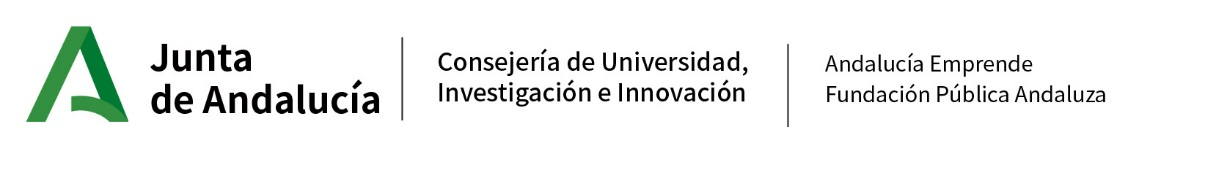 Junta
de Andalucía
Consejería de Universidad,
Investigación e Innovación
Andalucía Emprende
Fundación Pública Andaluza